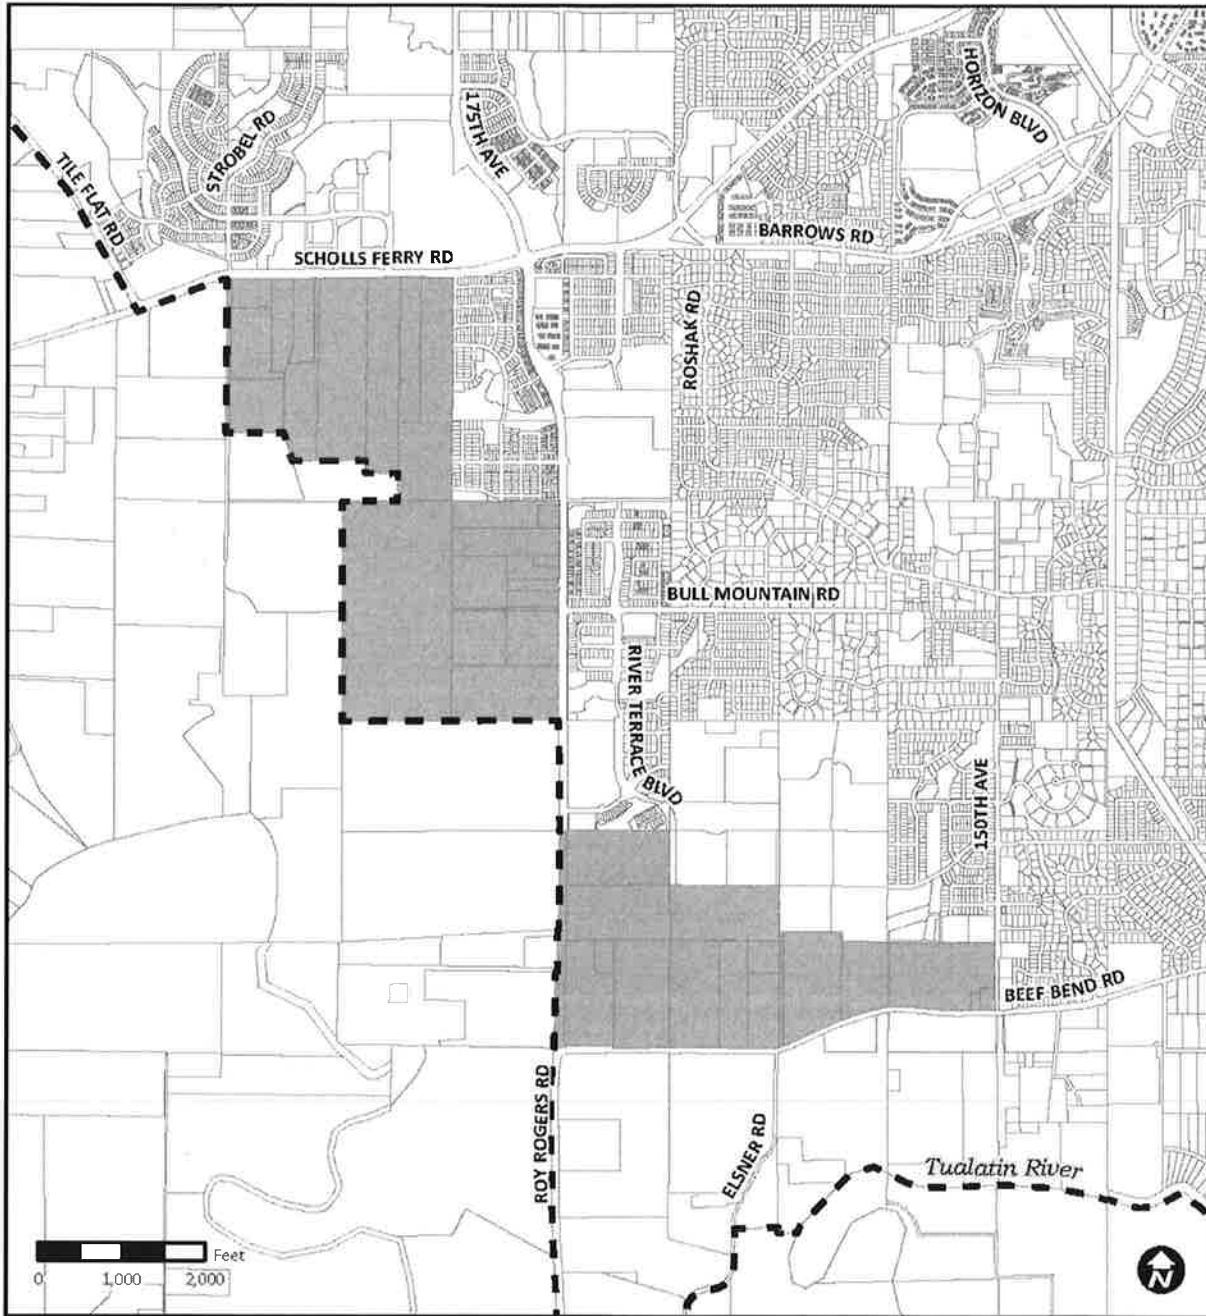 HORIZON BLVD
175TH AVE
STROBEL RD
TILE FLAT RD
BARROWS RD
SCHOLLS FERRY RD
ROSHAK RD
BULL MOUNTAIN RD
RIVER TERRACE BLVD
150TH AVE
BEEF BEND RD
ROY ROGERS RD
ELSNER RD
Tualatin River
Feet
0 1,000 2,000
N